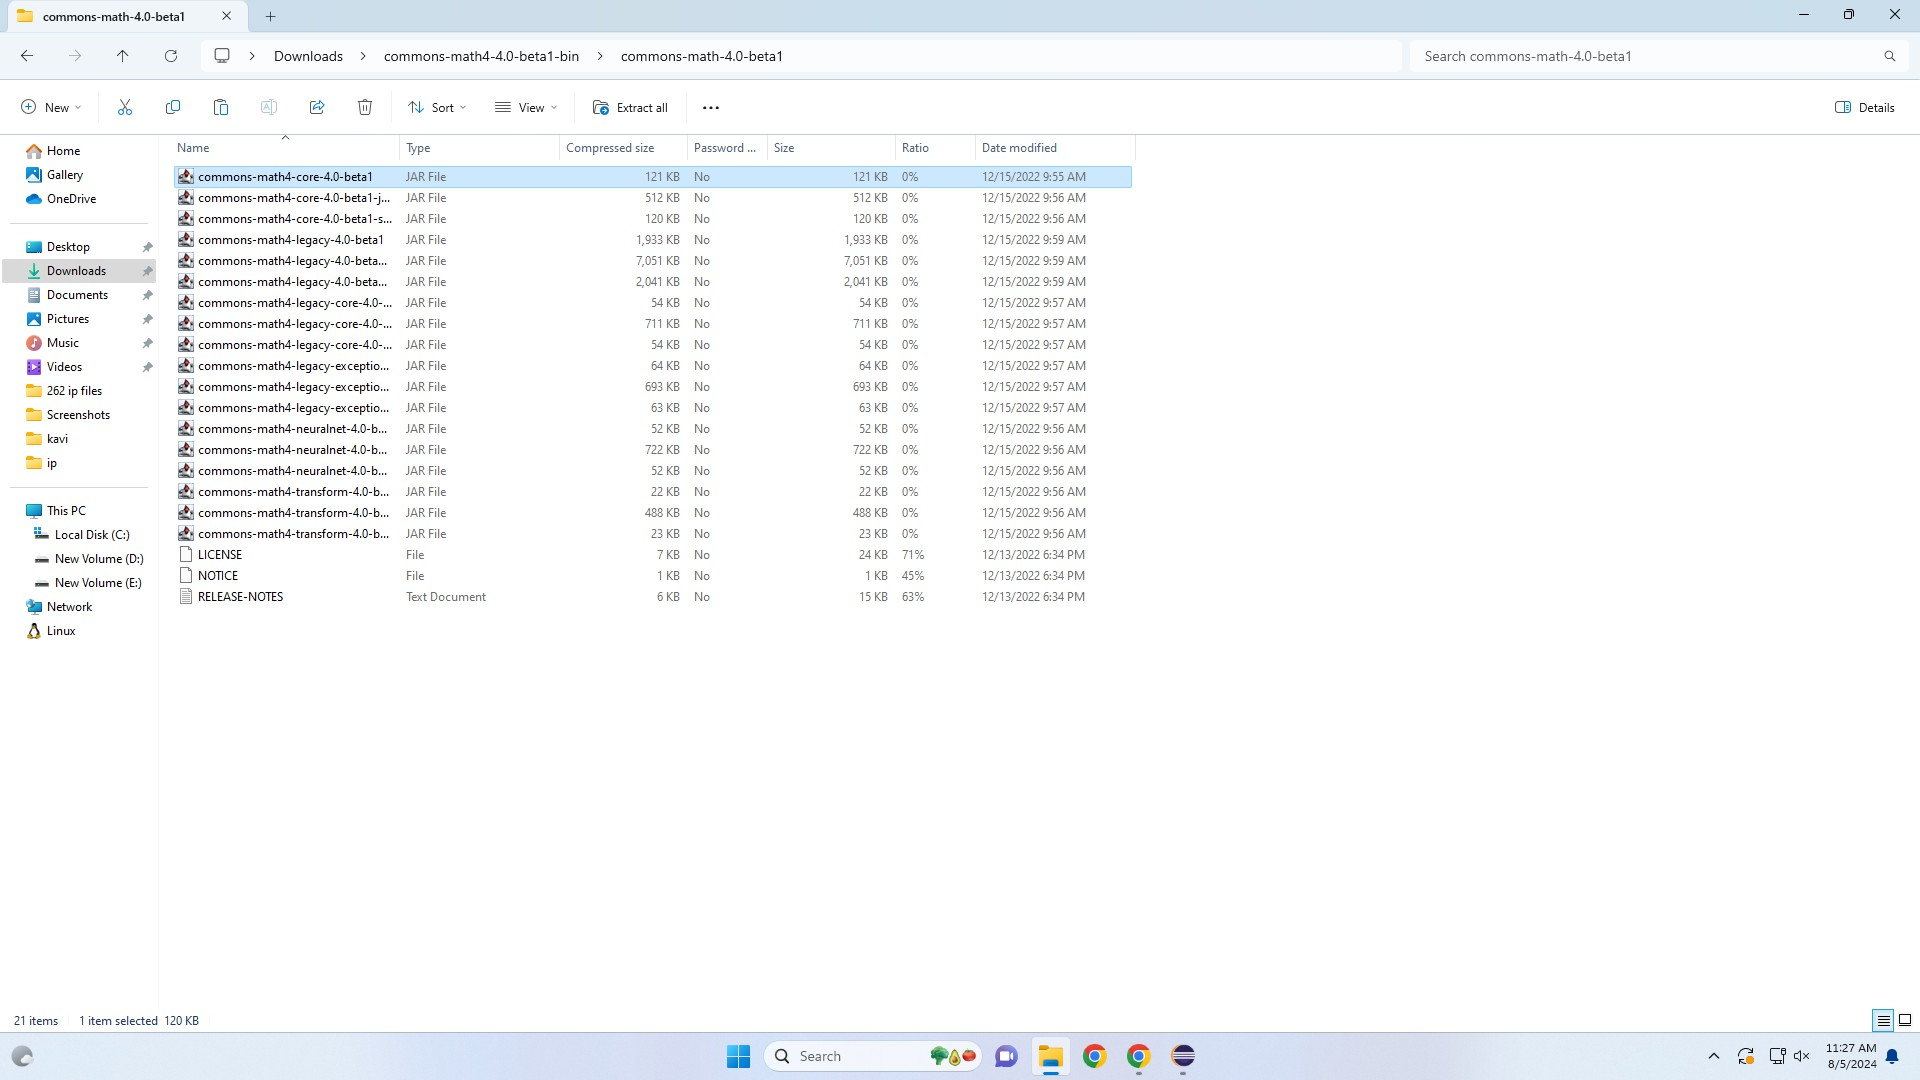 commons-math-4.0-beta1
Downloads commons-math4-4.0-beta1-bin commons-math-4.0-beta1
Search commons-math-4.0-beta1
New Sort View Extract all Details
Name Type Compressed size Password ... Size Ratio Date modified
commons-math4-core-4.0-beta1 JAR File 121 KB No 121 KB 0% 12/15/2022 9:55 AM
commons-math4-core-4.0-beta1-j... JAR File 512 KB No 512 KB 0% 12/15/2022 9:56 AM
commons-math4-core-4.0-beta1-s... JAR File 120 KB No 120 KB 0% 12/15/2022 9:56 AM
commons-math4-legacy-4.0-beta1 JAR File 1,933 KB No 1,933 KB 0% 12/15/2022 9:59 AM
commons-math4-legacy-4.0-beta... JAR File 7,051 KB No 7,051 KB 0% 12/15/2022 9:59 AM
commons-math4-legacy-4.0-beta... JAR File 2,041 KB No 2,041 KB 0% 12/15/2022 9:59 AM
commons-math4-legacy-core-4.0-... JAR File 54 KB No 54 KB 0% 12/15/2022 9:57 AM
commons-math4-legacy-core-4.0-... JAR File 711 KB No 711 KB 0% 12/15/2022 9:57 AM
commons-math4-legacy-core-4.0-... JAR File 54 KB No 54 KB 0% 12/15/2022 9:57 AM
commons-math4-legacy-exceptio... JAR File 64 KB No 64 KB 0% 12/15/2022 9:57 AM
commons-math4-legacy-exceptio... JAR File 693 KB No 693 KB 0% 12/15/2022 9:57 AM
commons-math4-legacy-exceptio... JAR File 63 KB No 63 KB 0% 12/15/2022 9:57 AM
commons-math4-neuralnet-4.0-b... JAR File 52 KB No 52 KB 0% 12/15/2022 9:56 AM
commons-math4-neuralnet-4.0-b... JAR File 722 KB No 722 KB 0% 12/15/2022 9:56 AM
commons-math4-neuralnet-4.0-b... JAR File 52 KB No 52 KB 0% 12/15/2022 9:56 AM
commons-math4-transform-4.0-b... JAR File 22 KB No 22 KB 0% 12/15/2022 9:56 AM
commons-math4-transform-4.0-b... JAR File 488 KB No 488 KB 0% 12/15/2022 9:56 AM
commons-math4-transform-4.0-b... JAR File 23 KB No 23 KB 0% 12/15/2022 9:56 AM
LICENSE File 7 KB No 24 KB 71% 12/13/2022 6:34 PM
NOTICE File 1 KB No 1 KB 45% 12/13/2022 6:34 PM
RELEASE-NOTES Text Document 6 KB No 15 KB 63% 12/13/2022 6:34 PM
Home
Gallery
OneDrive
Desktop
Downloads
Documents
Pictures
Music
Videos
262 ip files
Screenshots
kavi
ip
This PC
Local Disk (C:)
New Volume (D:)
New Volume (E:)
Network
Linux
21 items 1 item selected 120 KB
Search
11:27 AM
8/5/2024